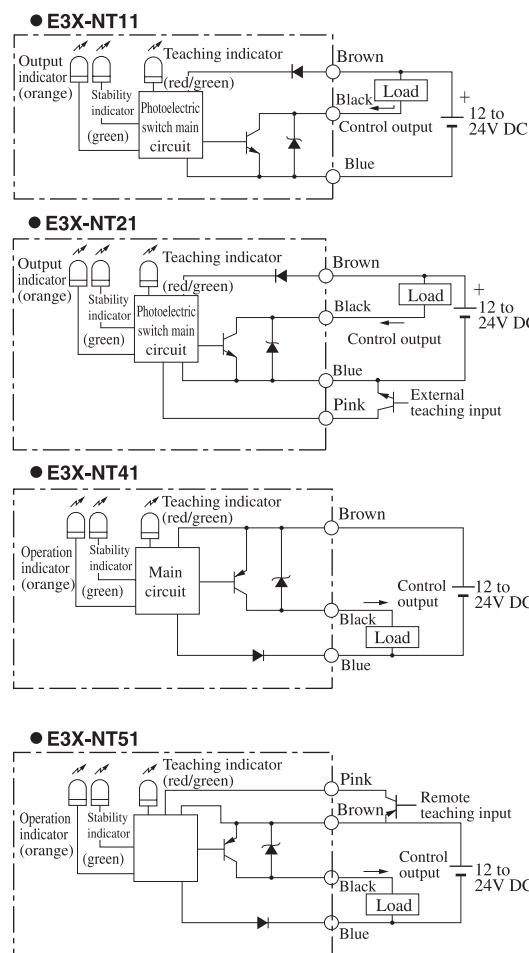 ● E3X-NT11
Output
indicator
(orange)
Stability
indicator
(green)
Teaching indicator
(red/green)
Photoelectric
switch main
circuit
Brown
Black
Load
Control output
Blue
+
12 to
24V DC
● E3X-NT21
Output
indicator
(orange)
Stability
indicator
(green)
Teaching indicator
(red/green)
Photoelectric
switch main
circuit
Brown
Load
Black
Control output
+
12 to
24V DC
Blue
Pink
External
teaching input
● E3X-NT41
Operation
indicator
(orange)
Stability
indicator
(green)
Teaching indicator
(red/green)
Main
circuit
Brown
Control
output
12 to
24V DC
Black
Load
Blue
● E3X-NT51
Operation
indicator
(orange)
Stability
indicator
(green)
Teaching indicator
(red/green)
Pink
Brown
Remote
teaching input
Control
output
12 to
24V DC
Black
Load
Blue